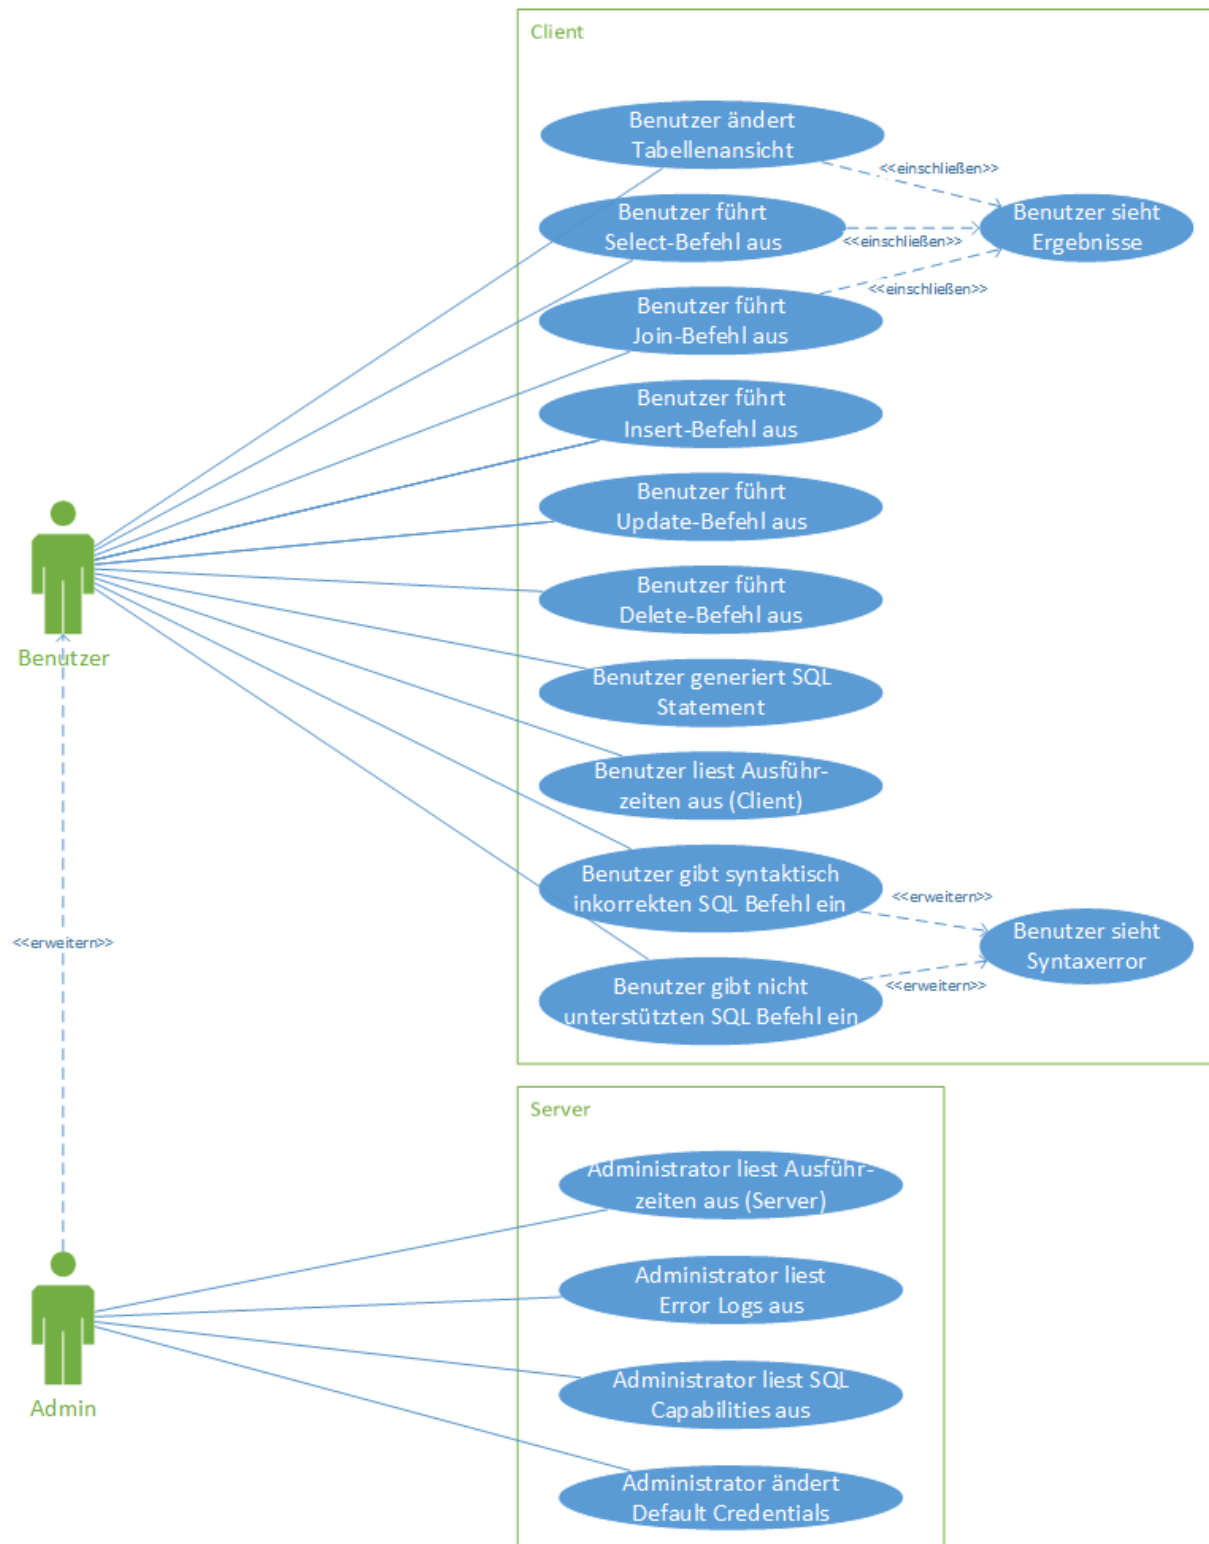 Client
Benutzer ändert
Tabellenansicht
<<einschließen>>
Benutzer führt
Select-Befehl aus
<<einschließen>>
Benutzer sieht
Ergebnisse
<<einschließen>>
Benutzer führt
Join-Befehl aus
Benutzer führt
Insert-Befehl aus
Benutzer führt
Update-Befehl aus
Benutzer führt
Delete-Befehl aus
Benutzer
Benutzer generiert SQL
Statement
Benutzer liest Ausführ-
zeiten aus (Client)
Benutzer gibt syntaktisch
inkorrekten SQL Befehl ein
<<erweitern>>
Benutzer sieht
Syntaxerror
<<erweitern>>
<<erweitern>>
Benutzer gibt nicht
unterstützten SQL Befehl ein
Server
Administrator liest Ausführ-
zeiten aus (Server)
Administrator liest
Error Logs aus
Administrator liest SQL
Capabilities aus
Admin
Administrator ändert
Default Credentials